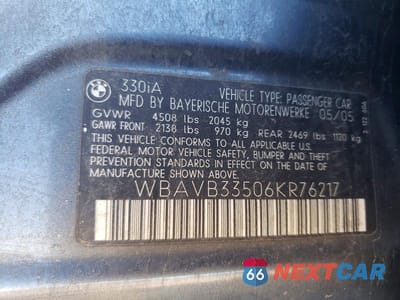 330iA VEHICLE TYPE: PASSENGER CAR
MFD BY BAYERISCHE MOTORENWERKE 05/05
GVWR 4508 lbs 2045 kg
GAWR FRONT 2138 lbs 970 kg REAR 2469 lbs 1120 kg
THIS VEHICLE CONFORMS TO ALL APPLICABLE U.S.
FEDERAL MOTOR VEHICLE SAFETY, BUMPER AND THEFT
PREVENTION STANDARDS IN EFFECT ON THE DATE OF
MANUFACTURE SHOWN ABOVE.
WBAVB33506KR76217
66 NEXTCAR